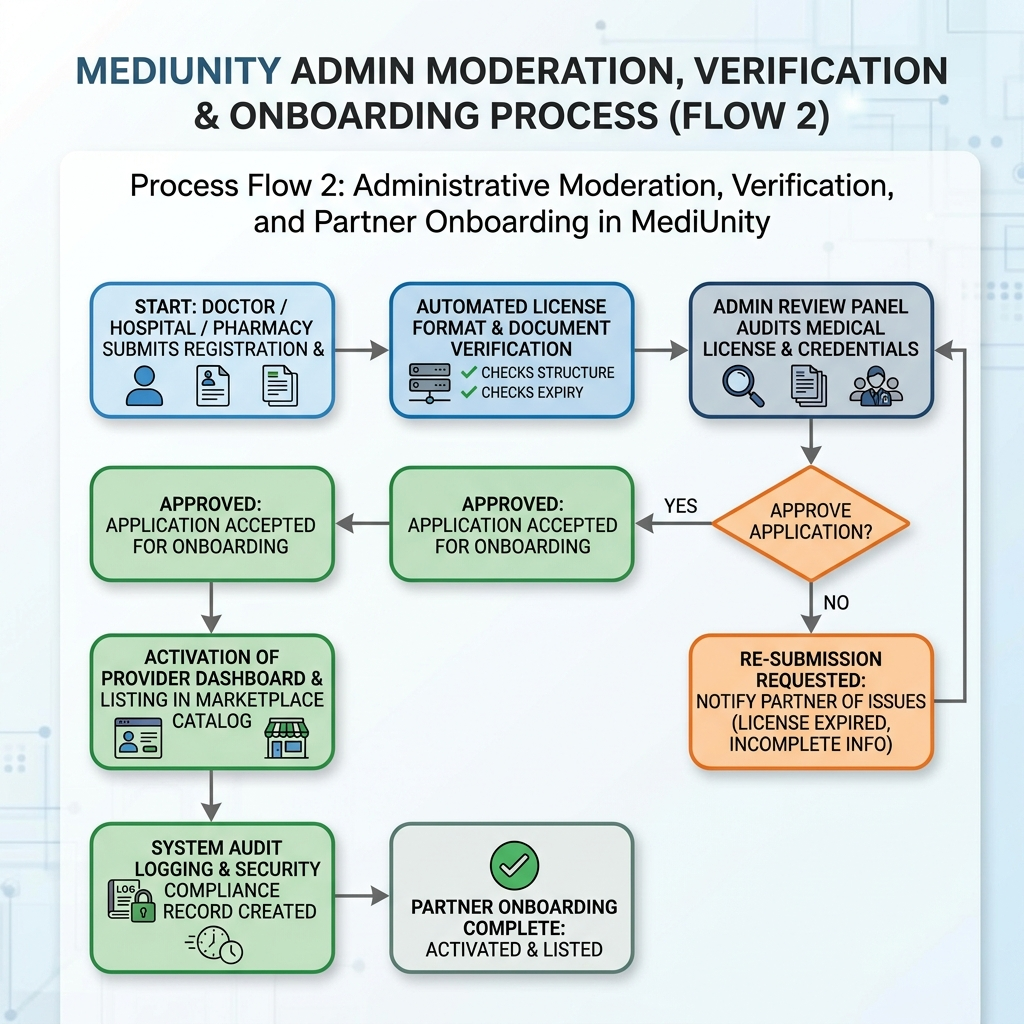 MEDIUNITY ADMIN MODERATION, VERIFICATION
& ONBOARDING PROCESS (FLOW 2)
Process Flow 2: Administrative Moderation, Verification,
and Partner Onboarding in MediUnity
START: DOCTOR /
HOSPITAL / PHARMACY
SUBMITS REGISTRATION &
AUTOMATED LICENSE
FORMAT & DOCUMENT
VERIFICATION
CHECKS STRUCTURE
CHECKS EXPIRY
ADMIN REVIEW PANEL
AUDITS MEDICAL
LICENSE & CREDENTIALS
APPROVE
APPLICATION?
YES
APPROVED:
APPLICATION ACCEPTED
FOR ONBOARDING
APPROVED:
APPLICATION ACCEPTED
FOR ONBOARDING
NO
RE-SUBMISSION
REQUESTED:
NOTIFY PARTNER OF ISSUES
(LICENSE EXPIRED,
INCOMPLETE INFO)
ACTIVATION OF
PROVIDER DASHBOARD &
LISTING IN MARKETPLACE
CATALOG
SYSTEM AUDIT
LOGGING & SECURITY
COMPLIANCE
RECORD CREATED
LOG
PARTNER ONBOARDING
COMPLETE:
ACTIVATED & LISTED